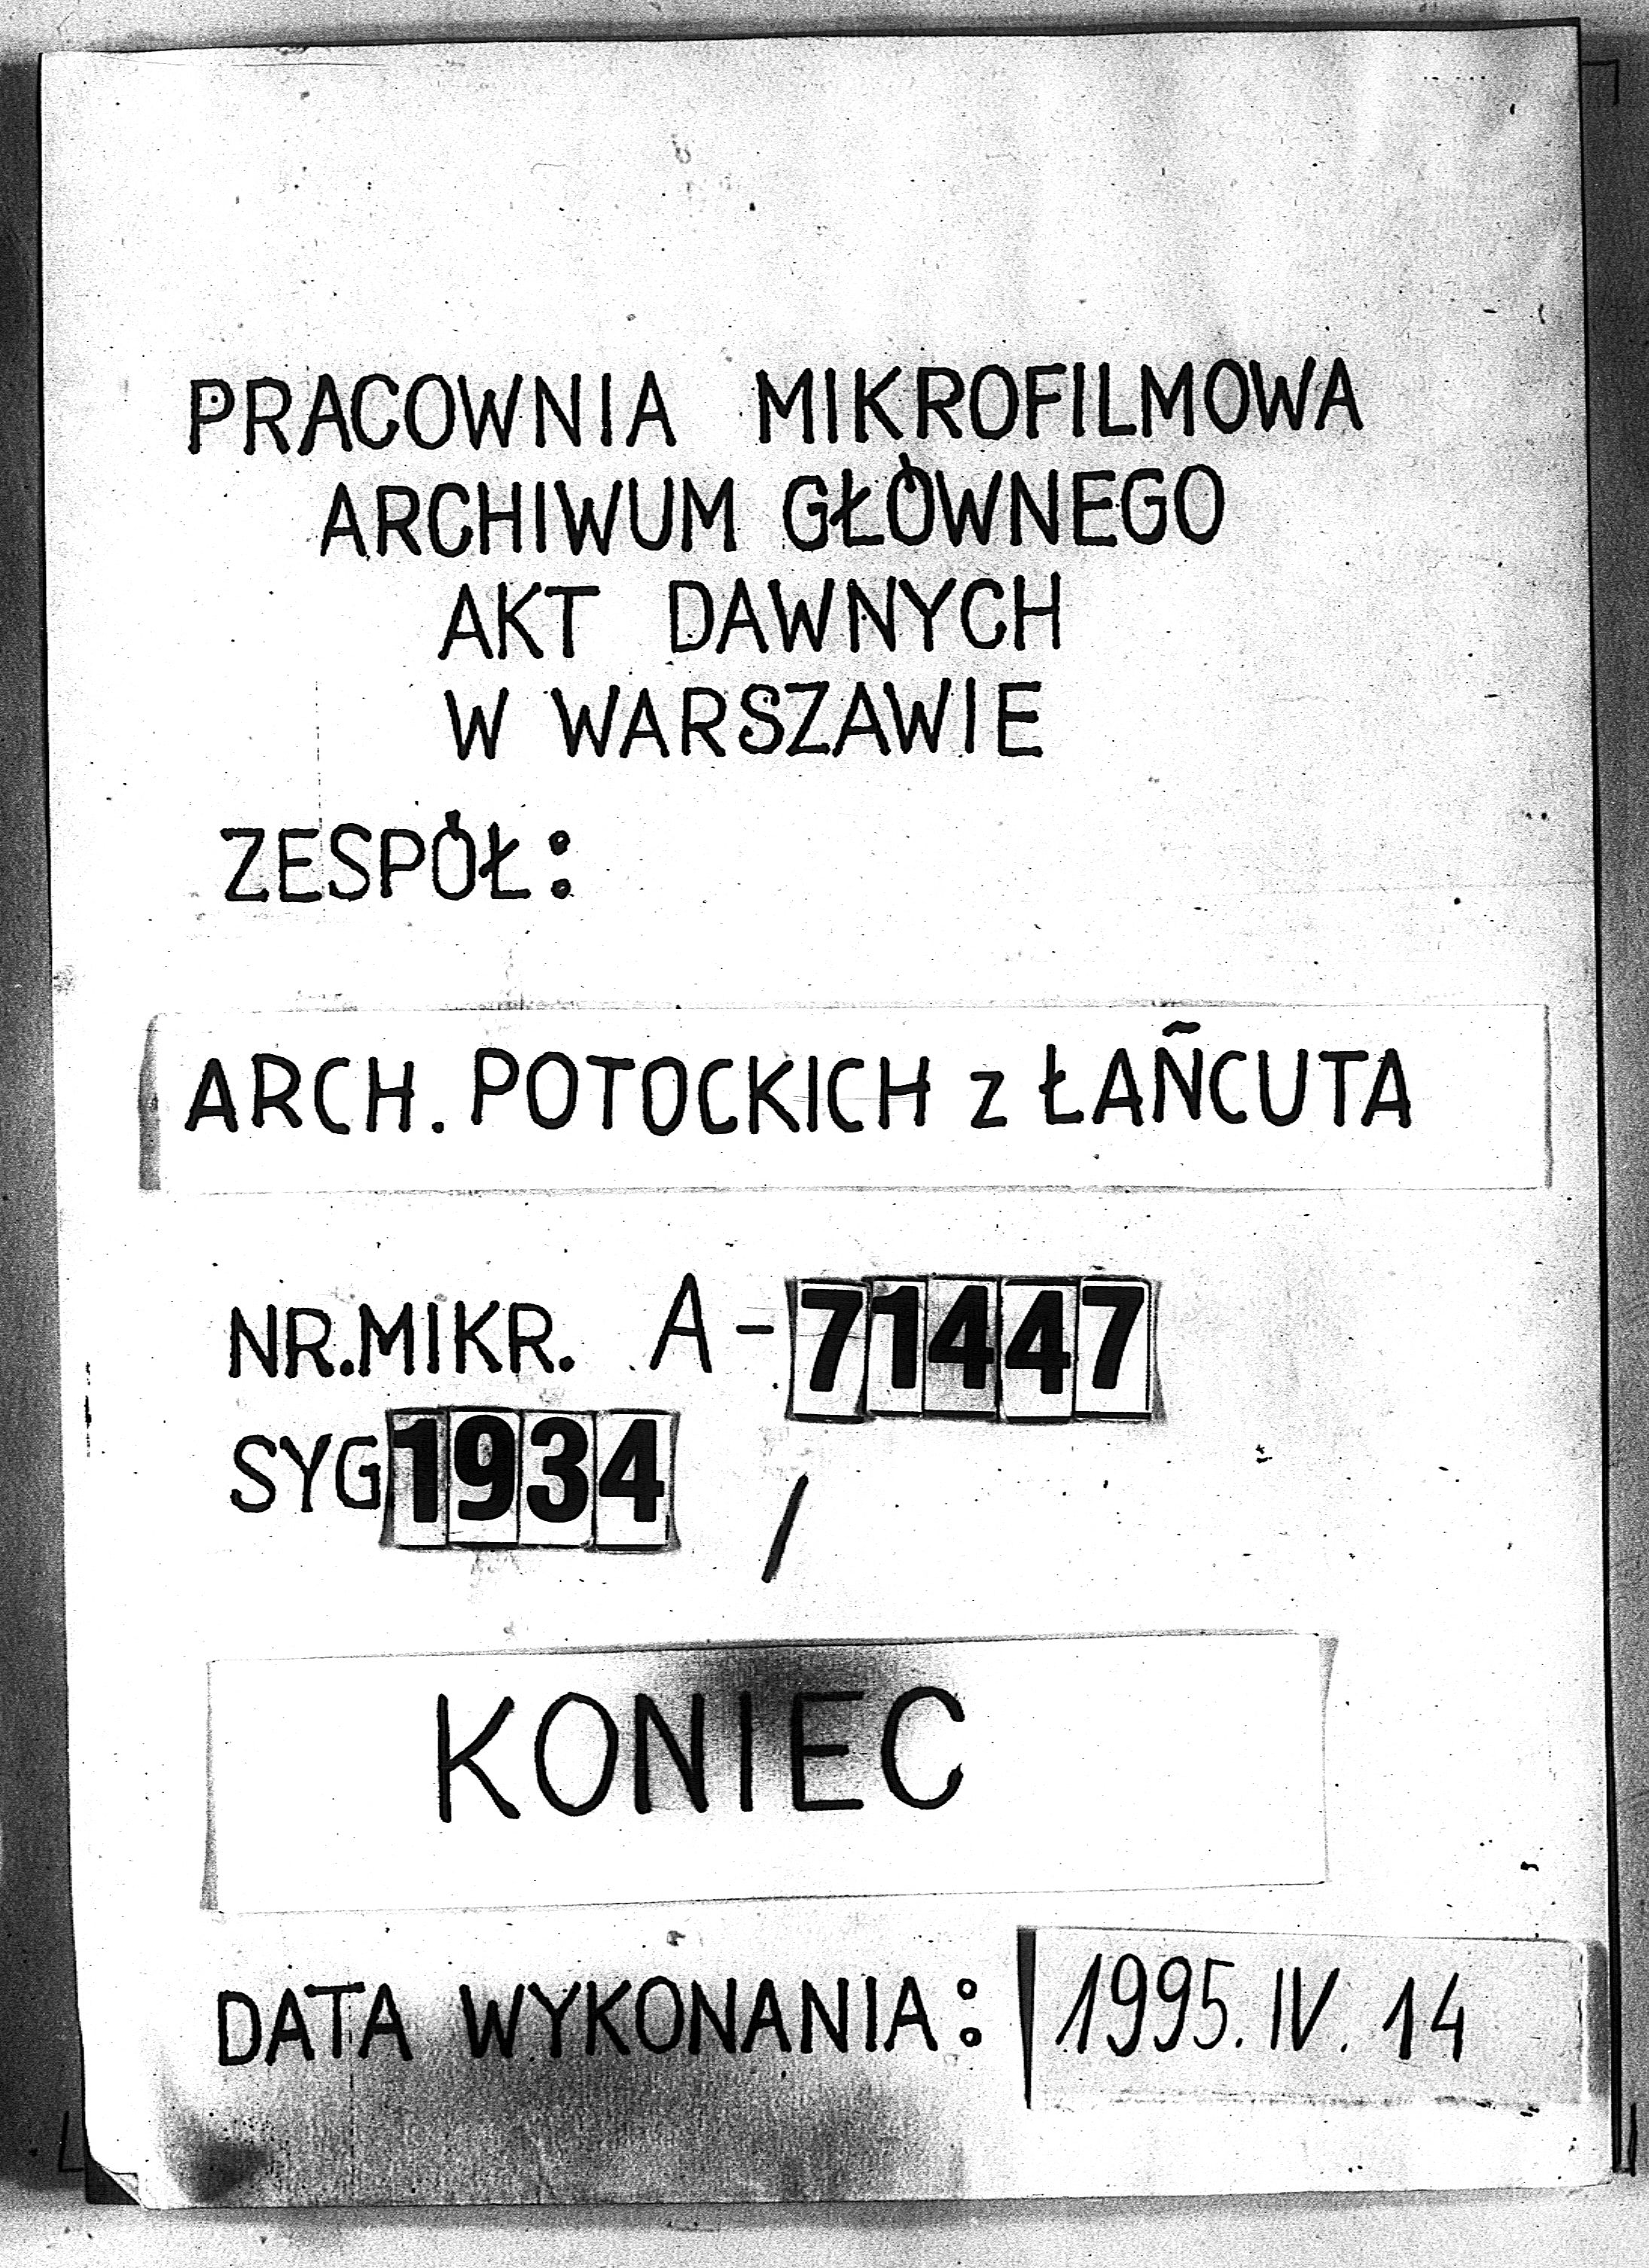 PRACOWNIA MIKROFILMOWA
ARCHIWUM GŁÓWNEGO
AKT DAWNYCH
W WARSZAWIE
ZESPÓŁ:
ARCH. POTOCKICH z ŁAÑCUTA
NR.MIKR. A-71447
SYG 1934 /
KONIEC
DATA WYKONANIA: 1995.IV.14